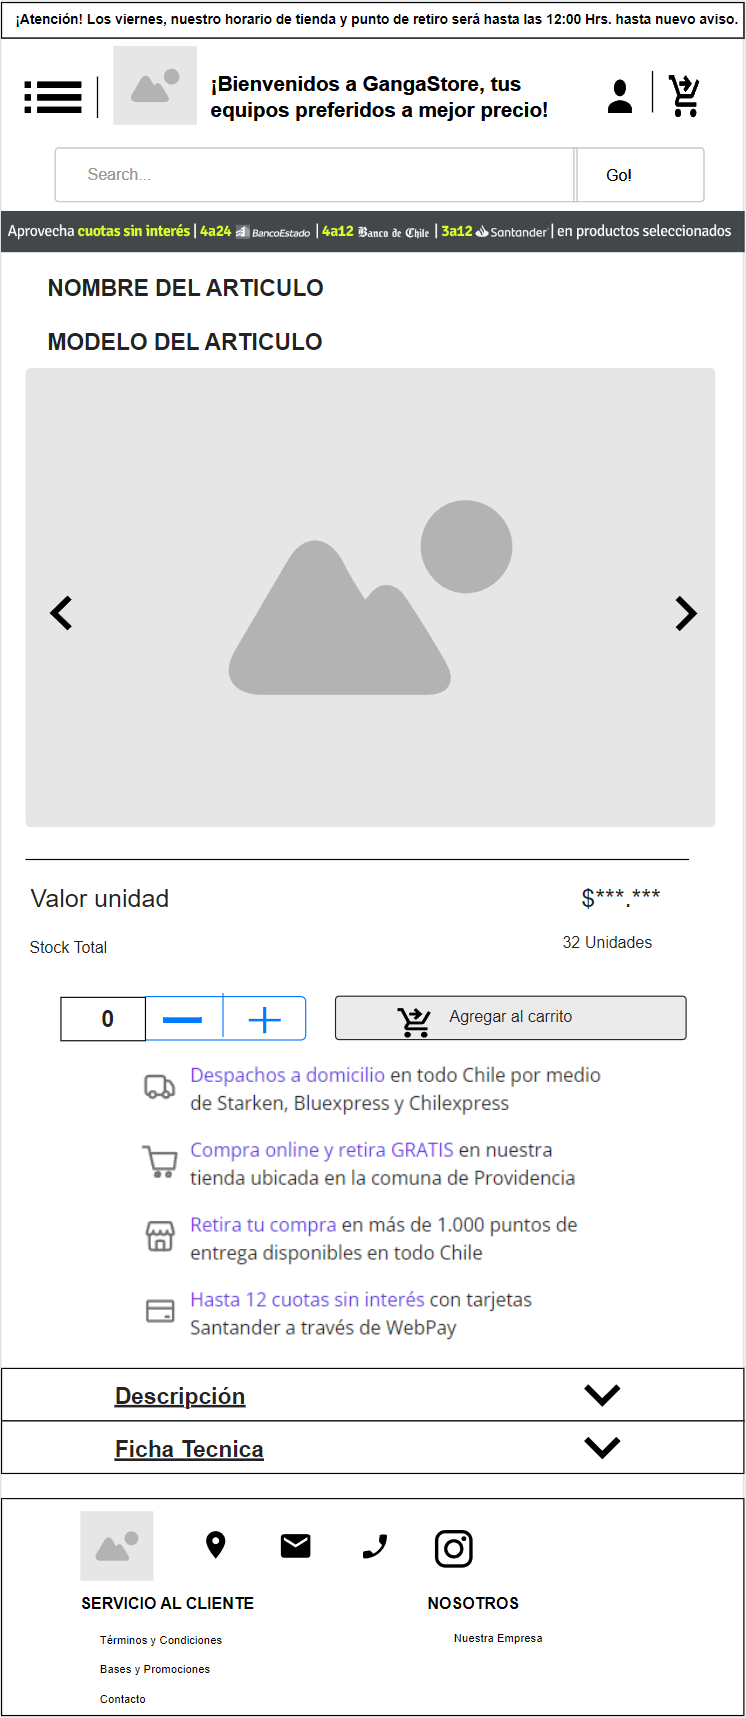 ¡Atención! Los viernes, nuestro horario de tienda y punto de retiro será hasta las 12:00 Hrs. hasta nuevo aviso.
¡Bienvenidos a GangaStore, tus
equipos preferidos a mejor precio!
Search...
Go!
Aprovecha cuotas sin interés | 4a24 BancoEstado | 4a12 Banco de Chile | 3a12 Santander | en productos seleccionados
NOMBRE DEL ARTICULO
MODELO DEL ARTICULO
Valor unidad
$***.***
Stock Total
32 Unidades
0
Agregar al carrito
Despachos a domicilio en todo Chile por medio
de Starken, Bluexpress y Chilexpress
Compra online y retira GRATIS en nuestra
tienda ubicada en la comuna de Providencia
Retira tu compra en más de 1.000 puntos de
entrega disponibles en todo Chile
Hasta 12 cuotas sin interés con tarjetas
Santander a través de WebPay
Descripción
Ficha Tecnica
SERVICIO AL CLIENTE
NOSOTROS
Términos y Condiciones
Nuestra Empresa
Bases y Promociones
Contacto